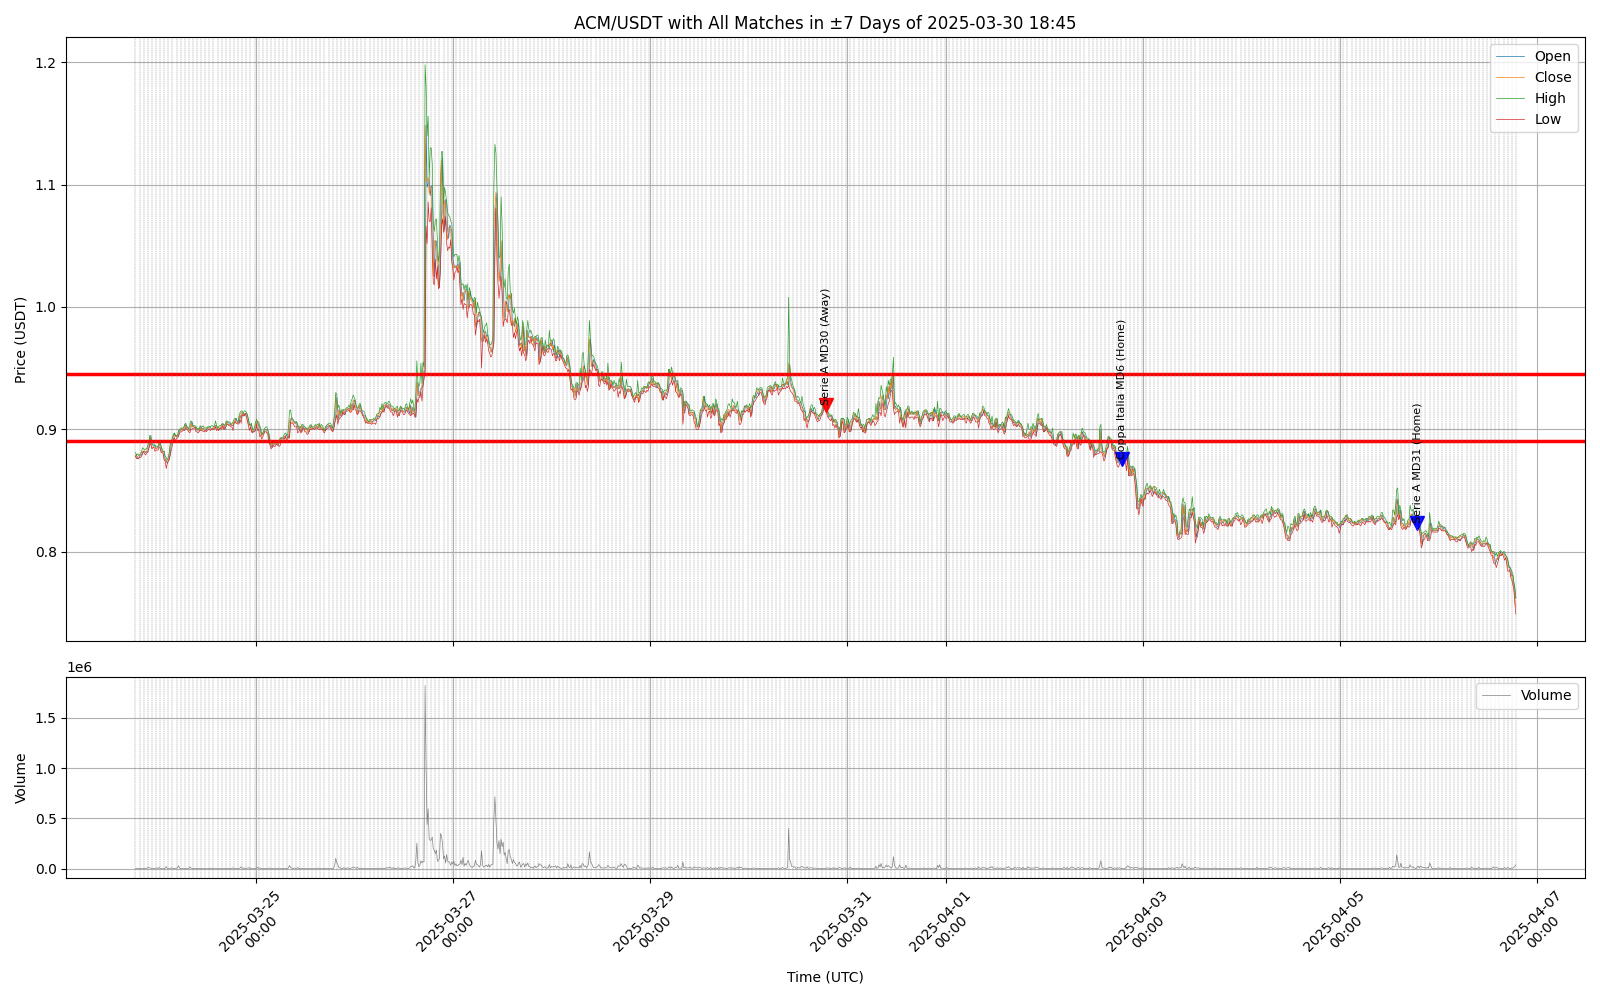 ACM/USDT with All Matches in ±7 Days of 2025-03-30 18:45
Open
Close
High
Low
Price (USDT)
1.2
1.1
1.0
0.9
0.8
Serie A MD30 (Away)
Coppa Italia MD6 (Home)
Serie A MD31 (Home)
1e6
Volume
Volume
1.5
1.0
0.5
0.0
2025-03-25
00:00
2025-03-27
00:00
2025-03-29
00:00
2025-03-31
00:00
2025-04-01
00:00
2025-04-03
00:00
2025-04-05
00:00
2025-04-07
00:00
Time (UTC)